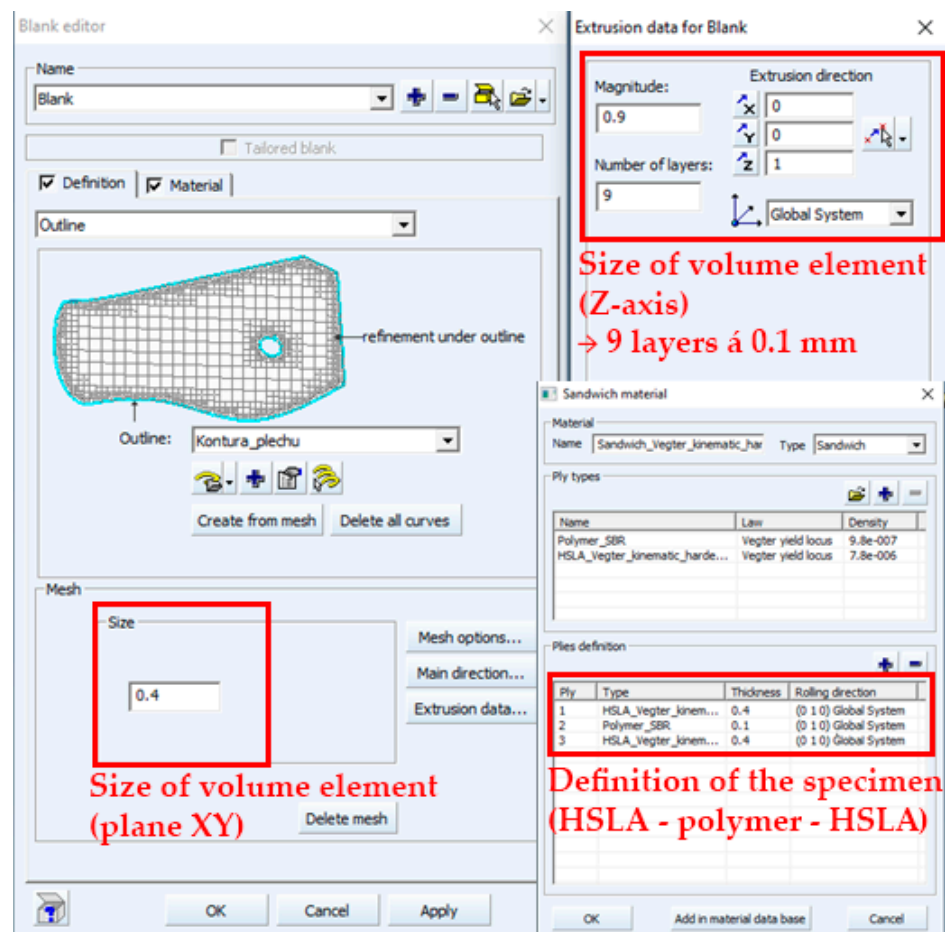 Blank editor
Name
Blank
Tailored blank
Definition
Material
Outline
refinement under outline
Outline:
Kontura_plechu
Create from mesh
Delete all curves
Mesh
Size
0.4
Mesh options...
Main direction...
Extrusion data...
Size of volume element
(plane XY)
Delete mesh
OK
Cancel
Apply
Extrusion data for Blank
Magnitude:
0.9
Number of layers:
9
Extrusion direction
X 0
Y 0
Z 1
Global System
Size of volume element
(Z-axis)
→ 9 layers á 0.1 mm
Sandwich material
Material
Name Sandwich_Vegter_kinematic_har Type Sandwich
Ply types
Name Law Density
Polymer_SBR Vegter yield locus 9.8e-007
HSLA_Vegter_kinematic_harde... Vegter yield locus 7.8e-006
Plies definition
Ply Type Thickness Rolling direction
1 HSLA_Vegter_kinem... 0.4 (0 1 0) Global System
2 Polymer_SBR 0.1 (0 1 0) Global System
3 HSLA_Vegter_kinem... 0.4 (0 1 0) Global System
Definition of the specimen
(HSLA - polymer - HSLA)
OK
Add in material data base
Cancel